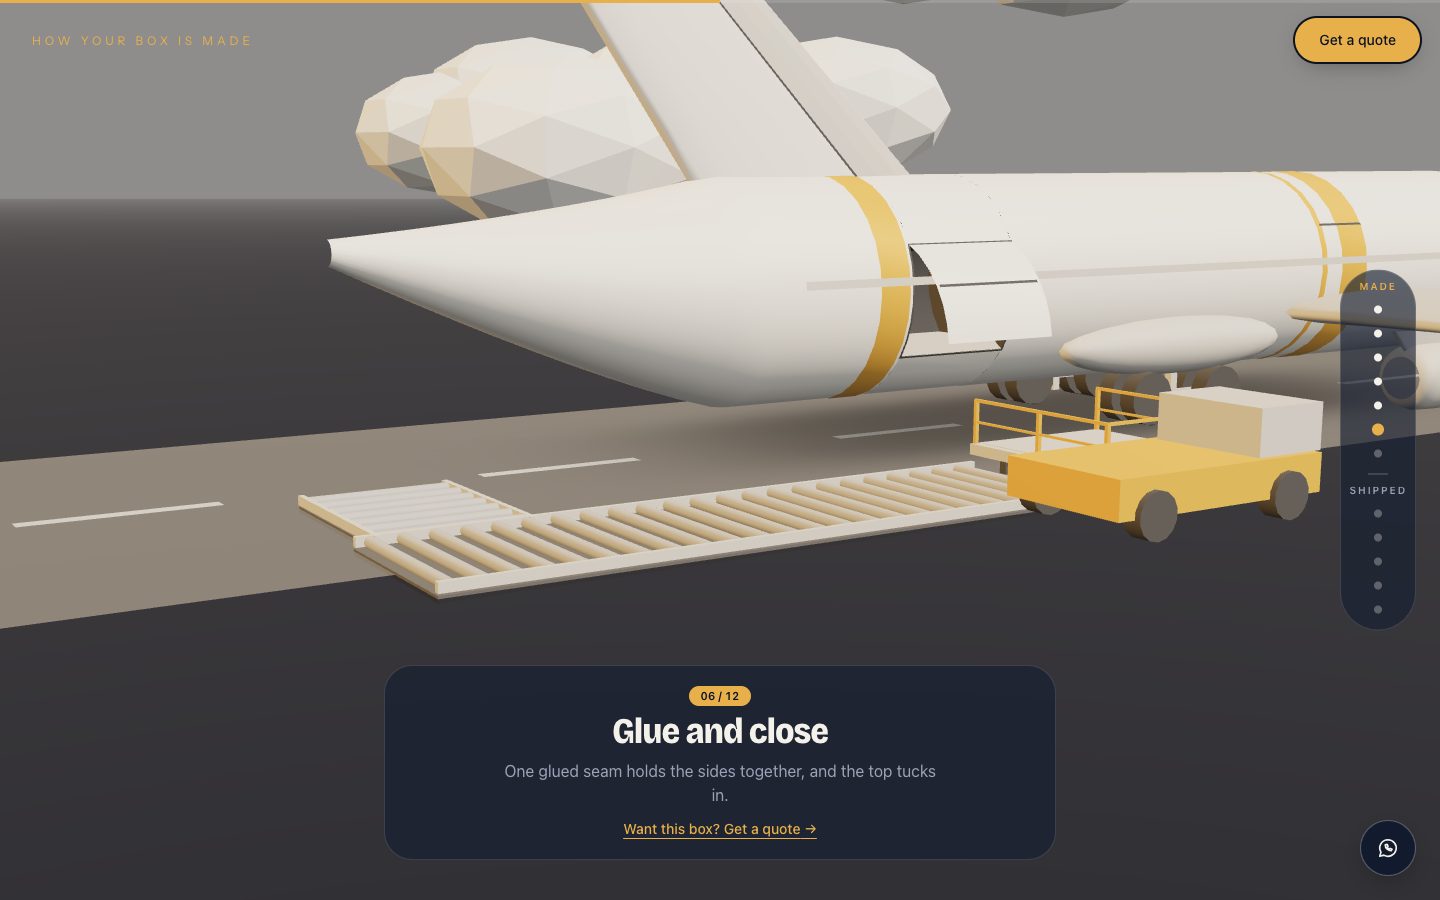 HOW YOUR BOX IS MADE
Get a quote
MADE
SHIPPED
06 / 12
Glue and close
One glued seam holds the sides together, and the top tucks
in.
Want this box? Get a quote →